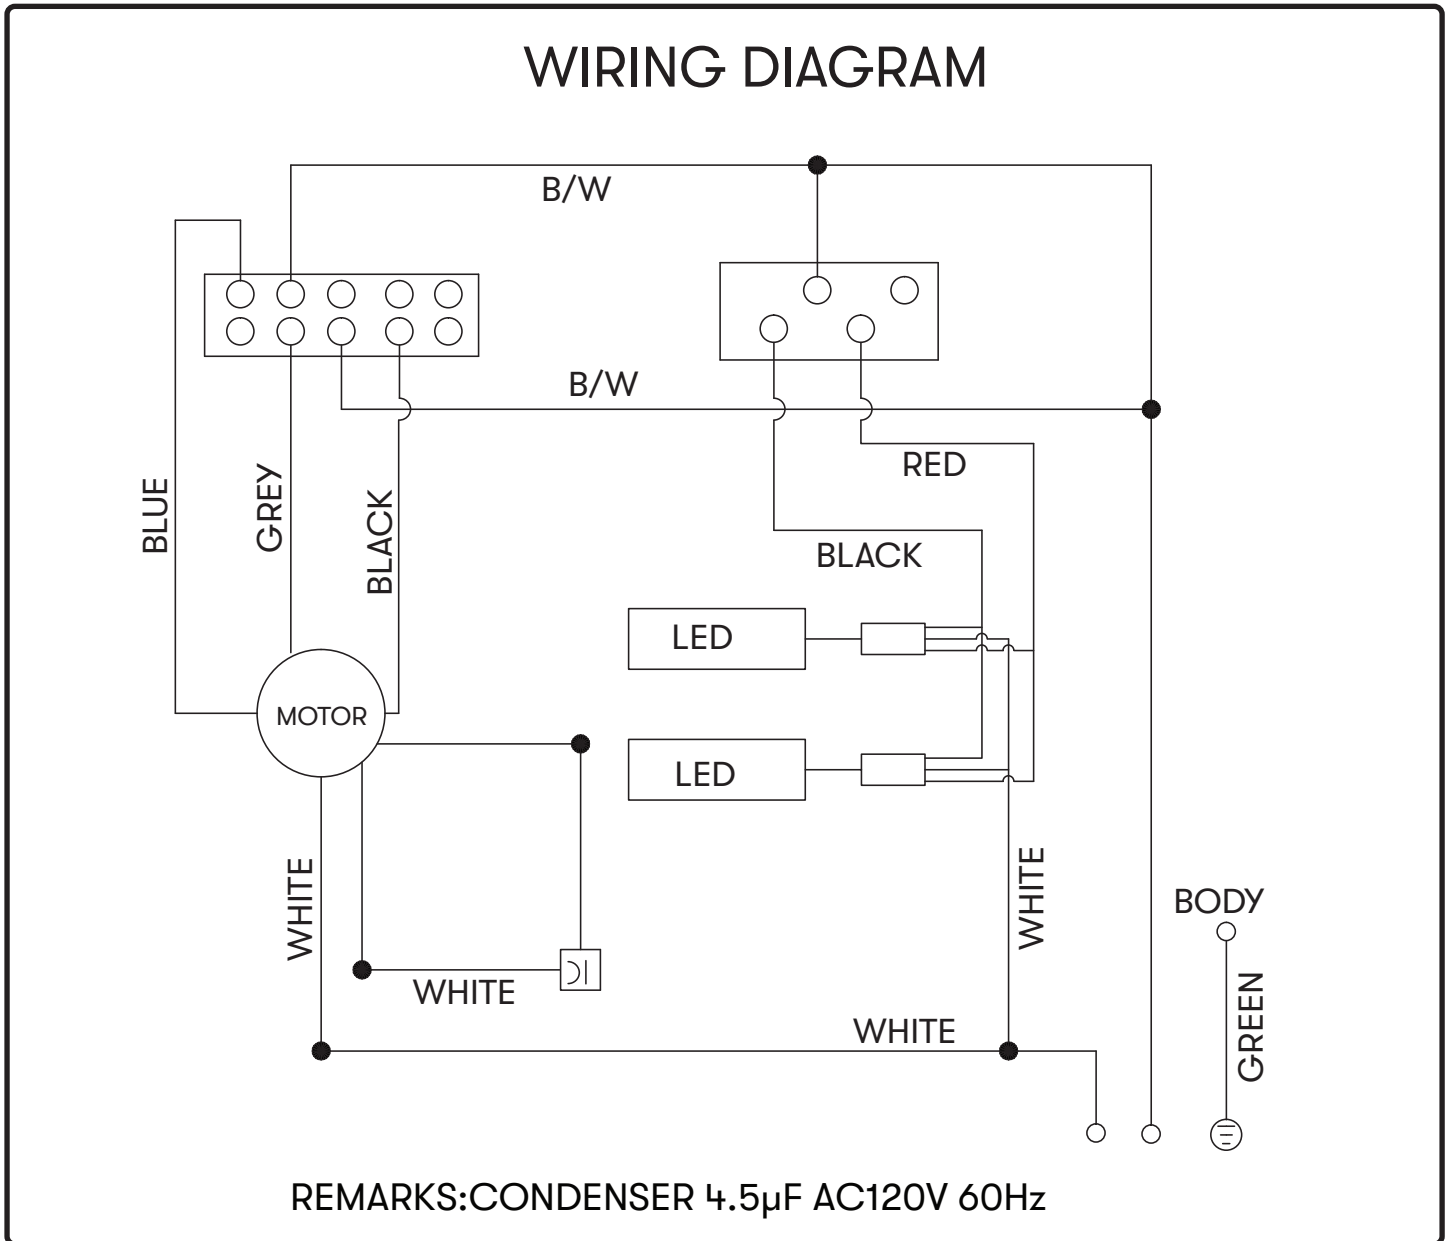 WIRING DIAGRAM
B/W
B/W
BLUE
GREY
BLACK
RED
BLACK
LED
MOTOR
LED
WHITE
WHITE
BODY
WHITE
GREEN
WHITE
REMARKS:CONDENSER 4.5µF AC120V 60Hz